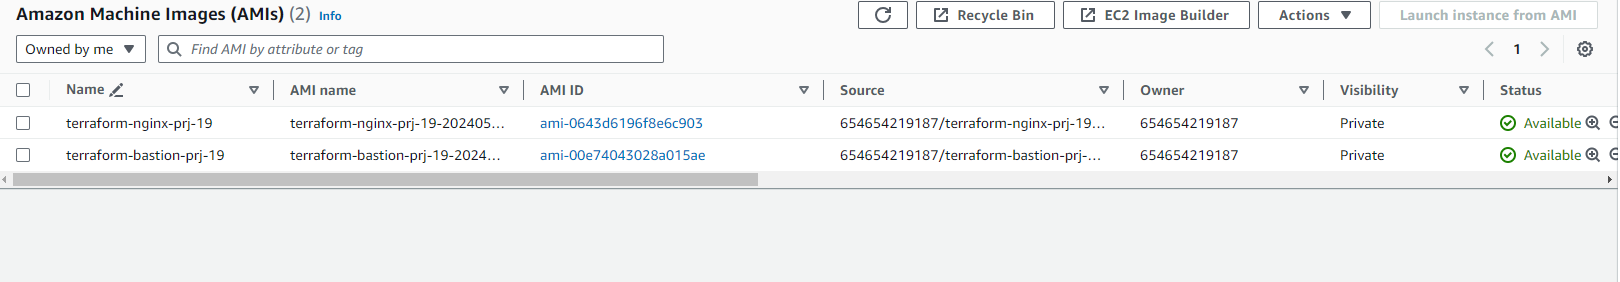 Amazon Machine Images (AMIs) (2) Info
Recycle Bin
EC2 Image Builder
Actions
Launch instance from AMI
Owned by me
Find AMI by attribute or tag
1
Name AMI name AMI ID Source Owner Visibility Status
terraform-nginx-prj-19 terraform-nginx-prj-19-202405... ami-0643d6196f8e6c903 654654219187/terraform-nginx-prj-19... 654654219187 Private Available
terraform-bastion-prj-19 terraform-bastion-prj-19-2024... ami-00e74043028a015ae 654654219187/terraform-bastion-prj-... 654654219187 Private Available